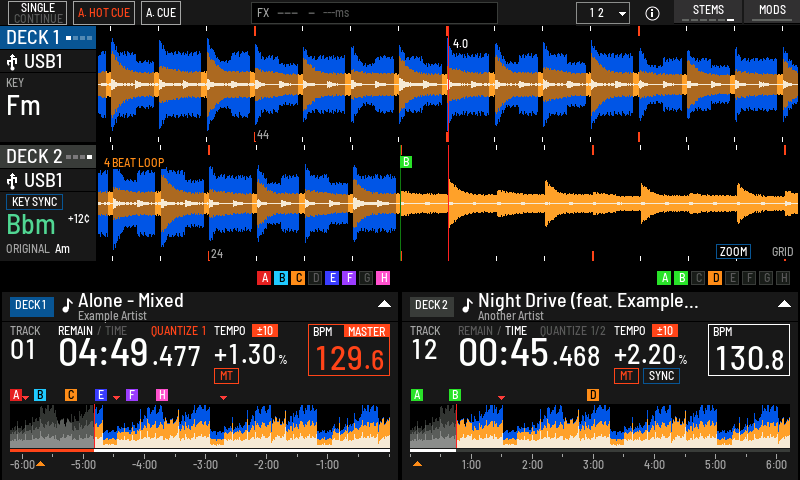 SINGLE
CONTINUE
A. HOT CUE
A. CUE
FX --- - ---ms
1 2
STEMS
MODS
DECK 1
USB1
KEY
Fm
4.0
44
DECK 2
USB1
KEY SYNC
Bbm +12¢
ORIGINAL Am
4 BEAT LOOP
B
24
ZOOM GRID
A B C D E F G H
A B C D E F G H
DECK 1
Alone - Mixed
Example Artist
TRACK
01
REMAIN / TIME
QUANTIZE 1
04:49.477
TEMPO ±10
+1.30%
MT
BPM MASTER
129.6
A B C E F H
-6:00 -5:00 -4:00 -3:00 -2:00 -1:00
DECK 2
Night Drive (feat. Example...
Another Artist
TRACK
12
REMAIN / TIME
QUANTIZE 1/2
00:45.468
TEMPO ±10
+2.20%
MT SYNC
BPM
130.8
A B D
1:00 2:00 3:00 4:00 5:00 6:00